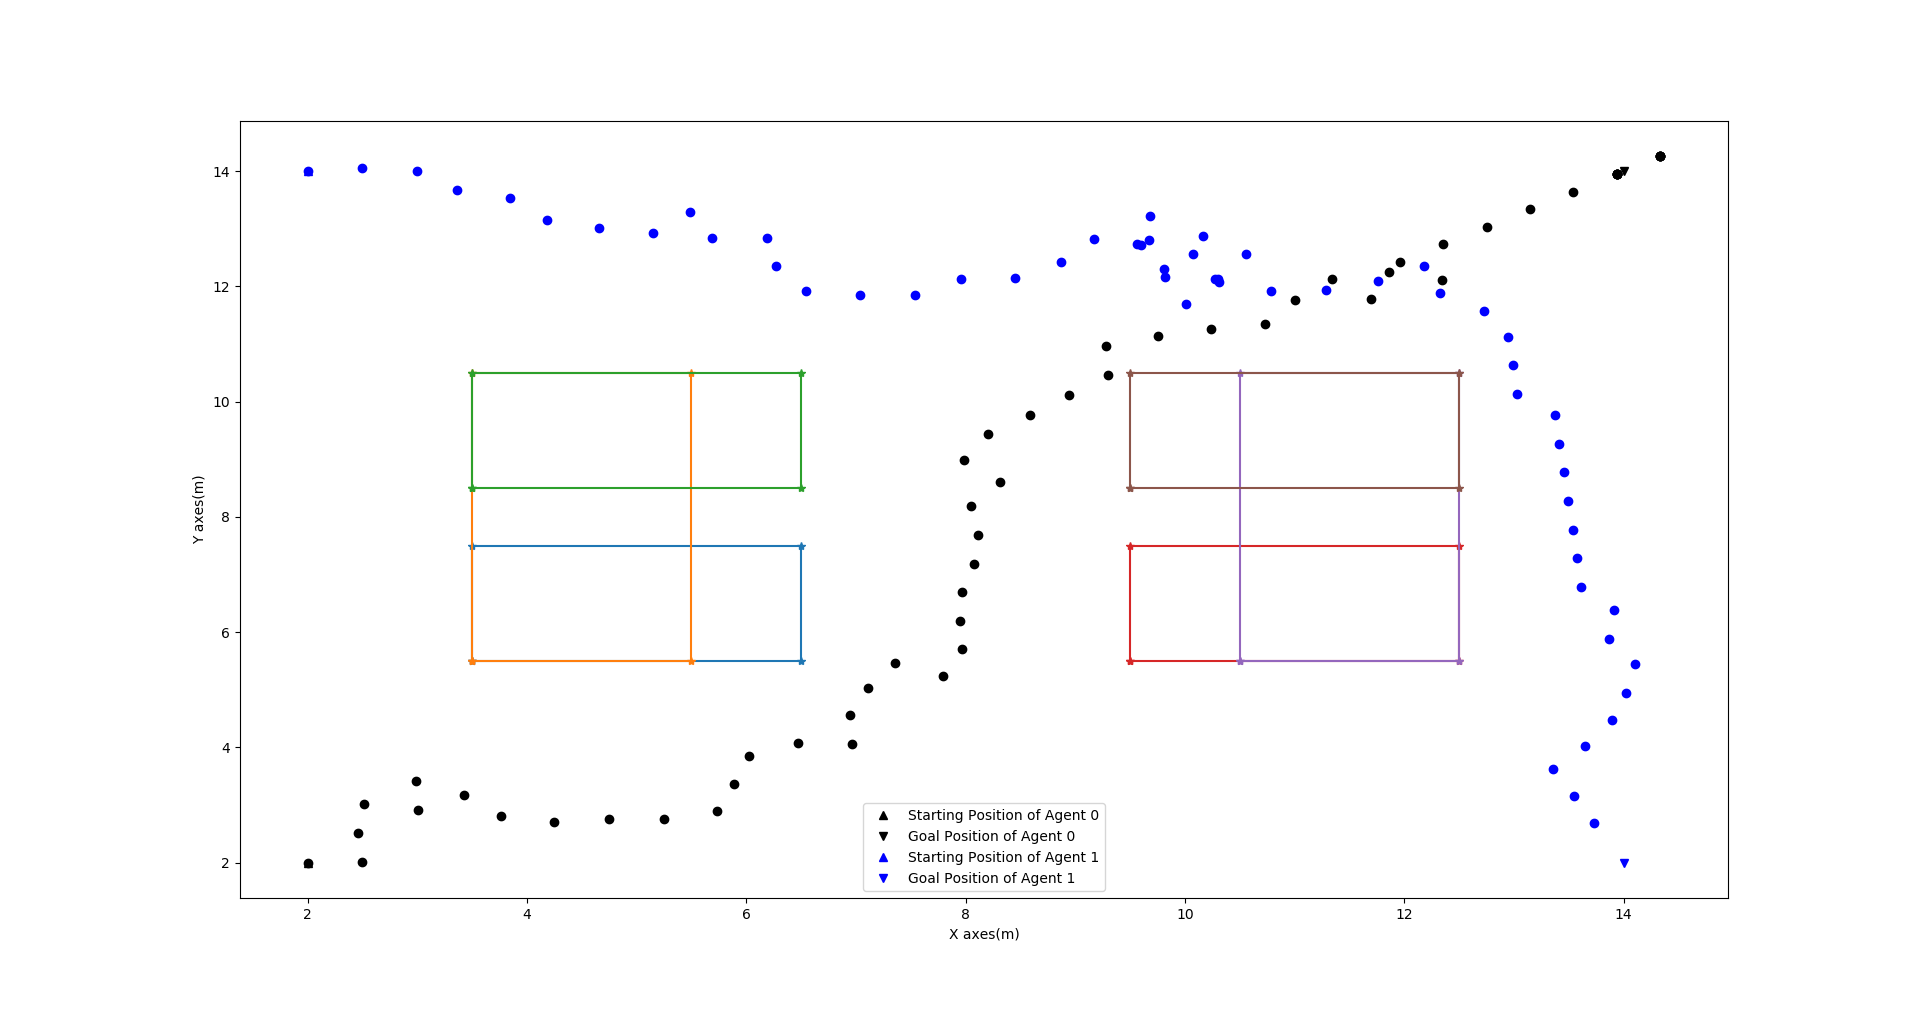 14
12
10
8
6
4
2
Y axes(m)
Starting Position of Agent 0
Goal Position of Agent 0
Starting Position of Agent 1
Goal Position of Agent 1
2 4 6 8 10 12 14
X axes(m)